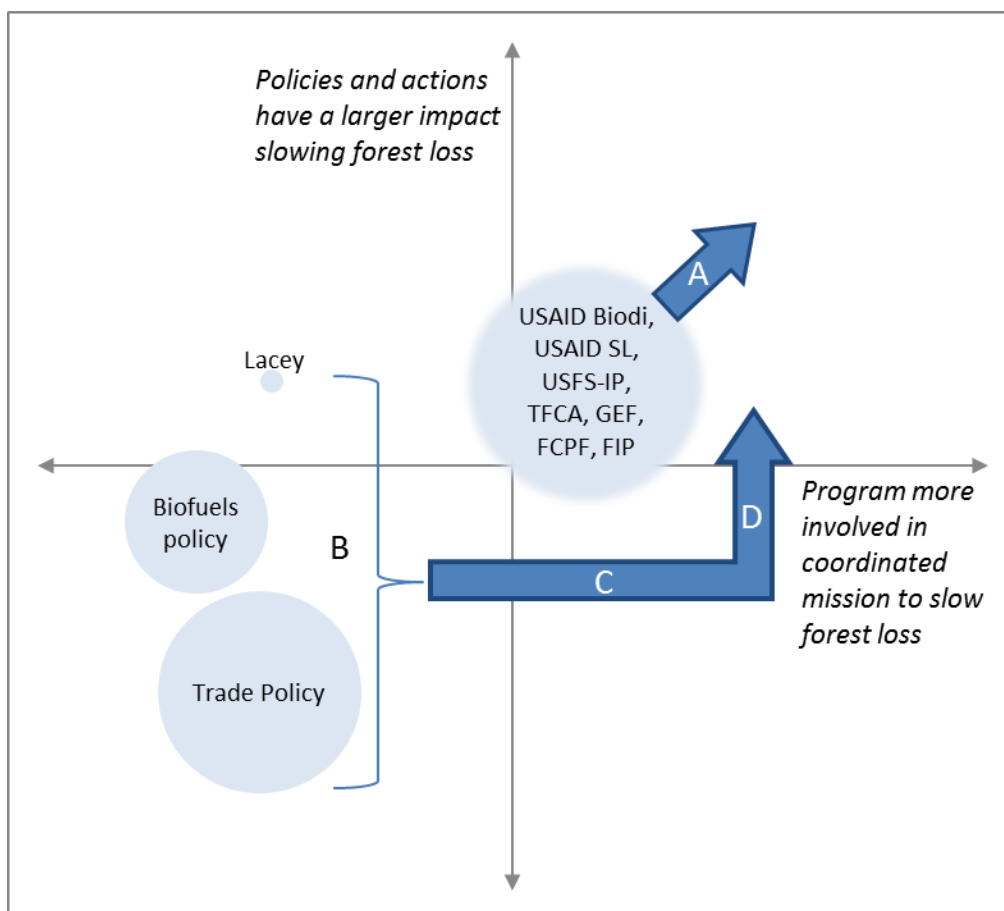 Policies and actions
have a larger impact
slowing forest loss
A
USAID Biodi,
USAID SL,
USFS-IP,
TFCA, GEF,
FCPF, FIP
Lacey
Biofuels
policy
B
C
D
Program more
involved in
coordinated
mission to slow
forest loss
Trade Policy